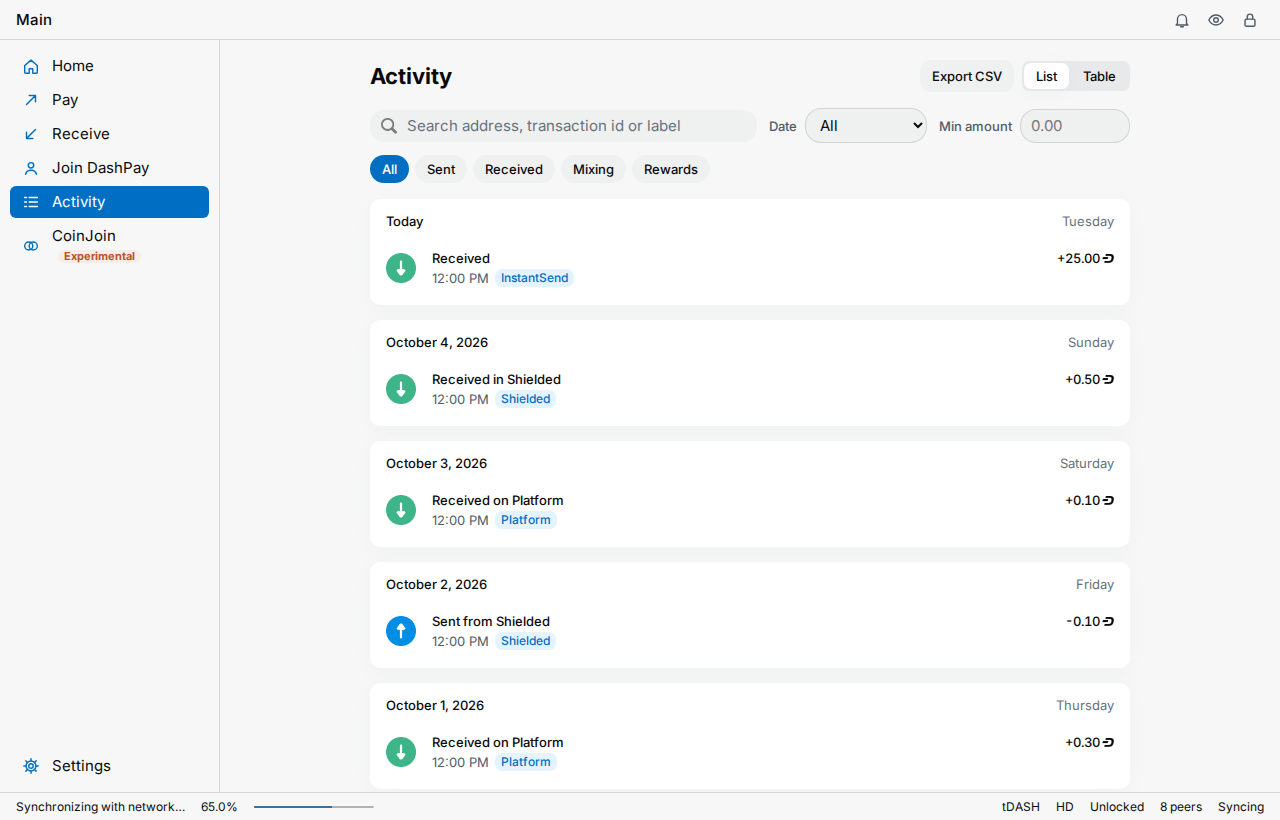 Main
Home
Pay
Receive
Join DashPay
Activity
CoinJoin
Experimental
Settings
Activity
Export CSV
List
Table
Search address, transaction id or label
Date
All
Min amount
0.00
All
Sent
Received
Mixing
Rewards
Today
Tuesday
Received
+25.00
12:00 PM
InstantSend
October 4, 2026
Sunday
Received in Shielded
+0.50
12:00 PM
Shielded
October 3, 2026
Saturday
Received on Platform
+0.10
12:00 PM
Platform
October 2, 2026
Friday
Sent from Shielded
-0.10
12:00 PM
Shielded
October 1, 2026
Thursday
Received on Platform
+0.30
12:00 PM
Platform
Synchronizing with network...
65.0%
tDASH
HD
Unlocked
8 peers
Syncing